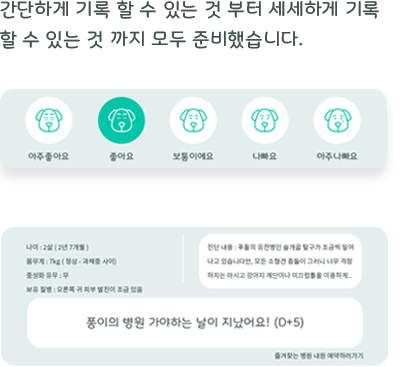 간단하게 기록 할 수 있는 것 부터 세세하게 기록
할 수 있는 것 까지 모두 준비했습니다.
아주좋아요
좋아요
보통이에요
나빠요
아주나빠요
나이 : 2살 ( 2년 7개월 )
몸무게 : 7kg ( 정상 - 과체중 사이)
중성화 유무 : 무
보유 질병 : 오른쪽 귀 피부 발진이 조금 있음
진단 내용 : 푸들의 유전병인 슬개골 탈구가 조금씩 일어
나고 있습니다만, 모든 소형견 종들이 그러니 너무 걱정
하지는 마시고 강아지 계단이나 미끄럼틀을 이용하게..
퐁이의 병원 가야하는 날이 지났어요! (D+5)
즐겨찾는 병원 내원 예약하러가기